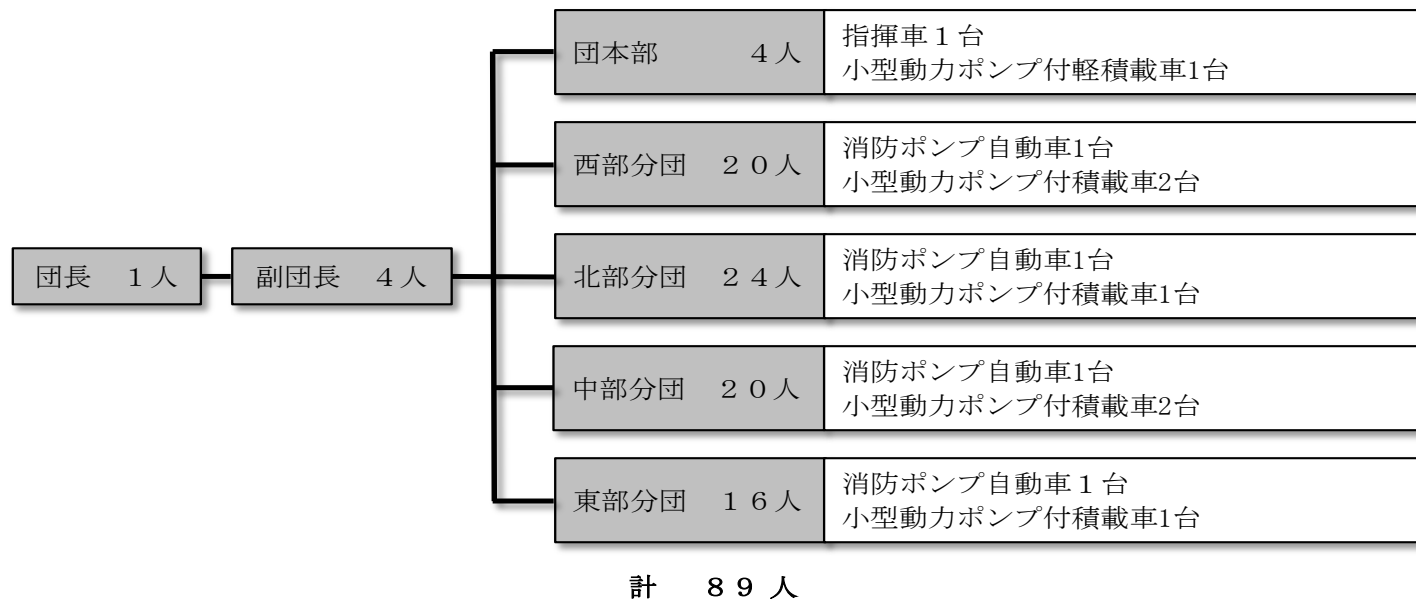 団長　１人
副団長　４人
団本部　　　４人
指揮車１台
小型動力ポンプ付軽積載車1台
西部分団　２０人
消防ポンプ自動車1台
小型動力ポンプ付積載車2台
北部分団　２４人
消防ポンプ自動車1台
小型動力ポンプ付積載車1台
中部分団　２０人
消防ポンプ自動車1台
小型動力ポンプ付積載車2台
東部分団　１６人
消防ポンプ自動車１台
小型動力ポンプ付積載車1台
計　８９人